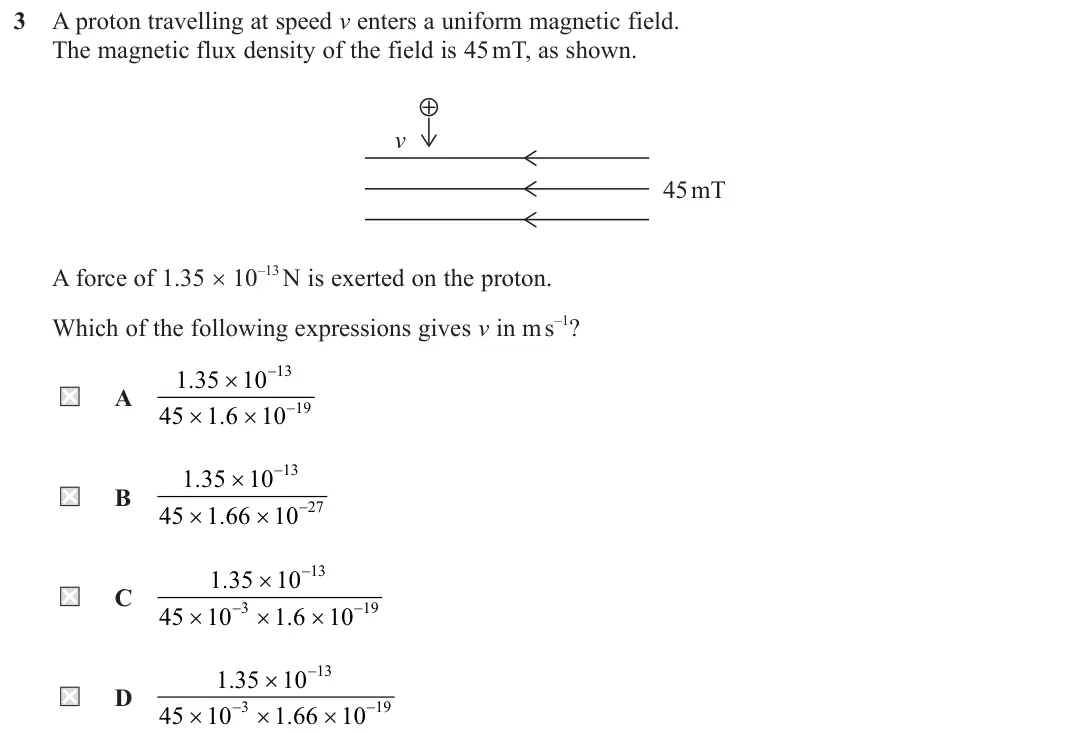 3 A proton travelling at speed v enters a uniform magnetic field.
The magnetic flux density of the field is 45 mT, as shown.
⊕
v
45 mT
A force of 1.35 × 10⁻¹³ N is exerted on the proton.
Which of the following expressions gives v in m s⁻¹?
A 1.35 × 10⁻¹³
45 × 1.6 × 10⁻¹⁹
B 1.35 × 10⁻¹³
45 × 1.66 × 10⁻²⁷
C 1.35 × 10⁻¹³
45 × 10⁻³ × 1.6 × 10⁻¹⁹
D 1.35 × 10⁻¹³
45 × 10⁻³ × 1.66 × 10⁻¹⁹